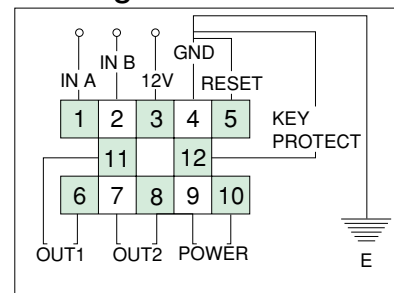 GND
IN B
IN A
12V
RESET
1 2 3 4 5
KEY
PROTECT
11 12
6 7 8 9 10
OUT1 OUT2 POWER
E